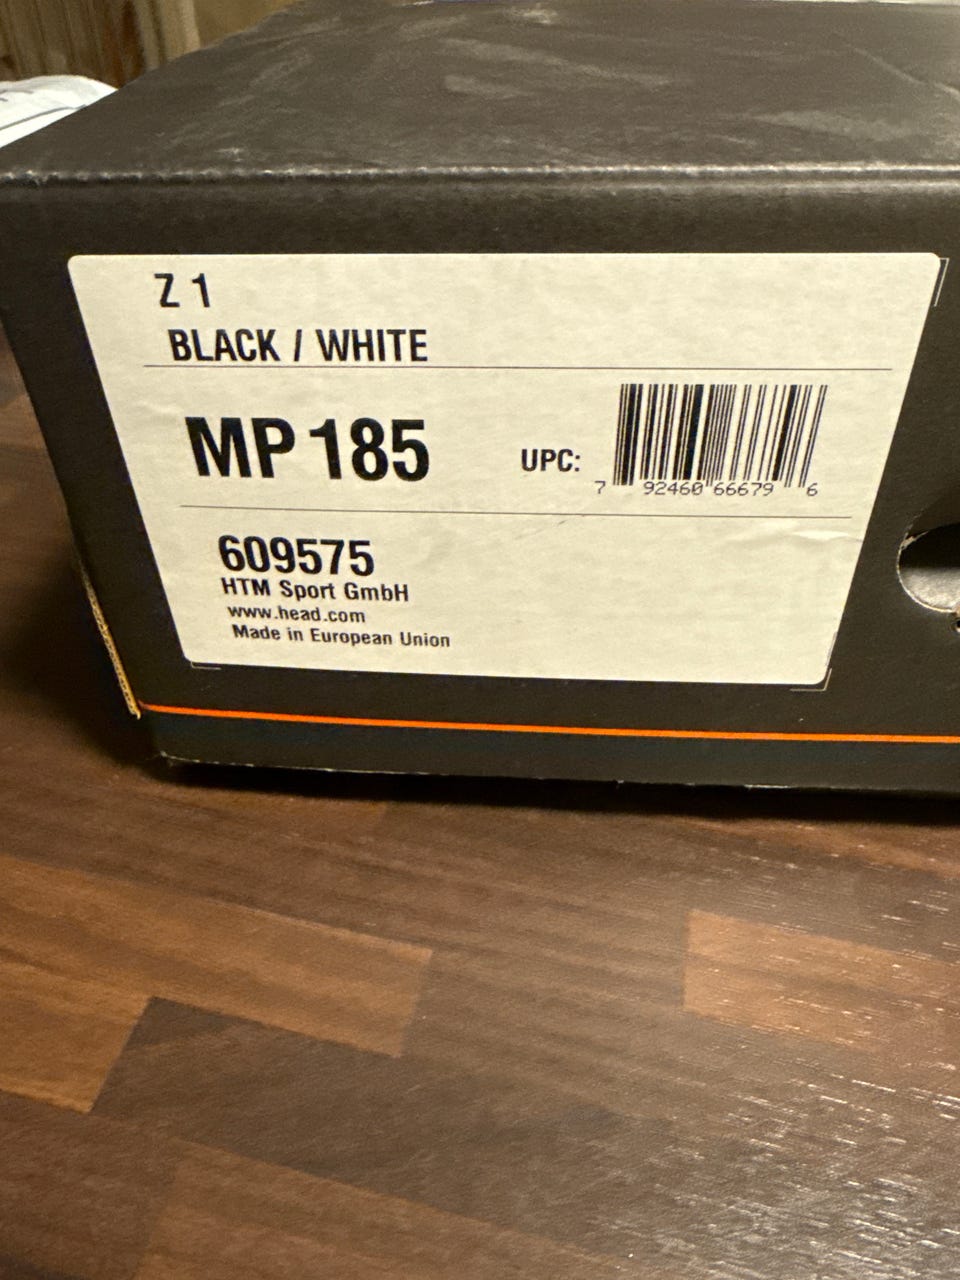 Z 1
BLACK / WHITE
MP 185
UPC:
7 92460 66679 6
609575
HTM Sport GmbH
www.head.com
Made in European Union